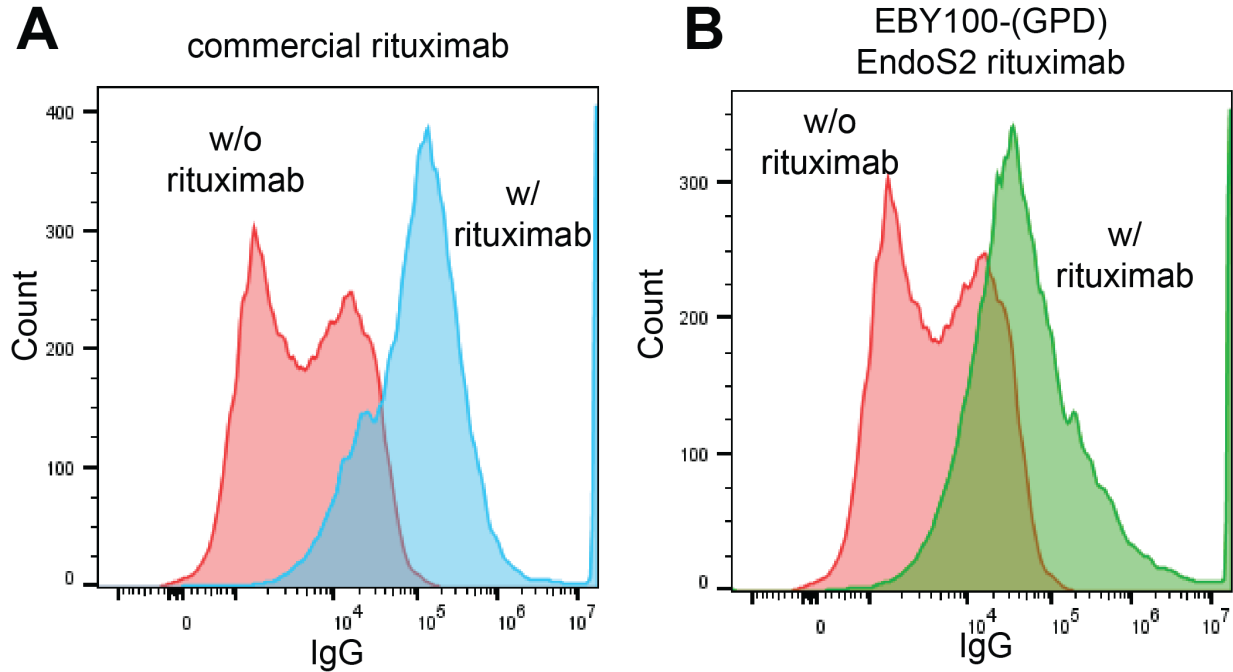 A
commercial rituximab
w/o
rituximab
w/
rituximab
Count
400
300
200
100
0
0
10^4
10^5
10^6
10^7
IgG
B
EBY100-(GPD)
EndoS2 rituximab
w/o
rituximab
w/
rituximab
Count
300
200
100
0
0
10^4
10^5
10^6
10^7
IgG